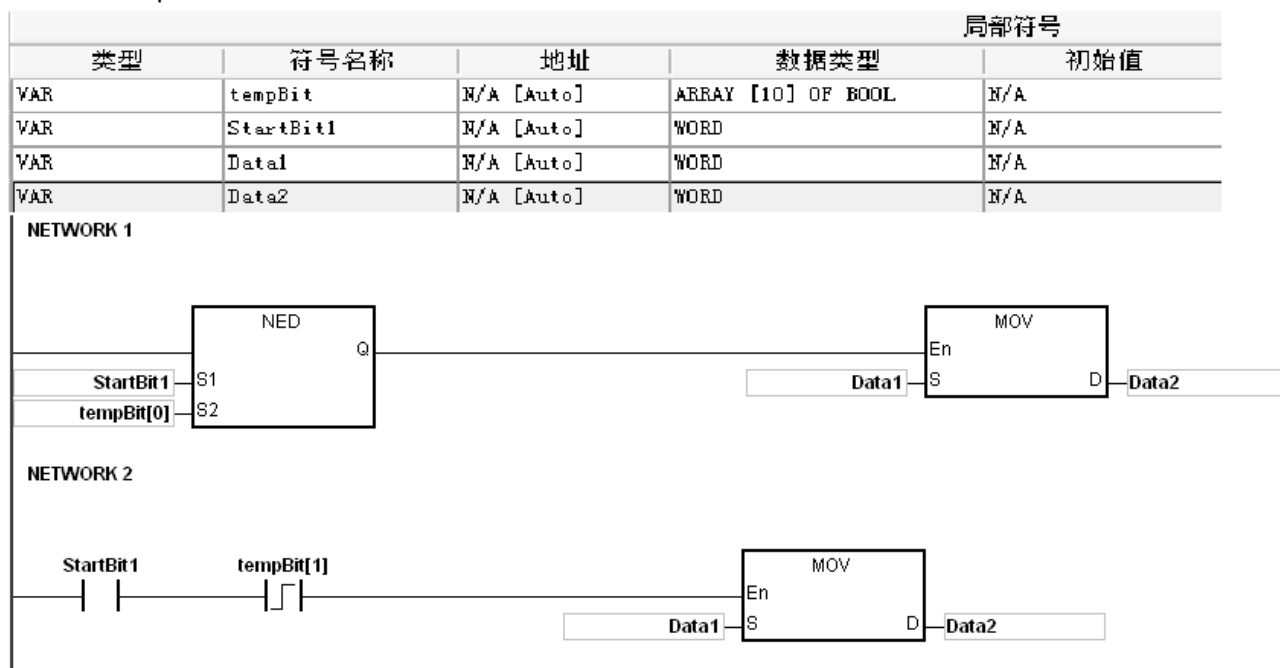 局部符号
类型 符号名称 地址 数据类型 初始值
VAR tempBit N/A [Auto] ARRAY [10] OF BOOL N/A
VAR StartBit1 N/A [Auto] WORD N/A
VAR Data1 N/A [Auto] WORD N/A
VAR Data2 N/A [Auto] WORD N/A
NETWORK 1
NED MOV
Q En
StartBit1 S1 Data1 S D Data2
tempBit[0] S2
NETWORK 2
StartBit1 tempBit[1] MOV
En
Data1 S D Data2